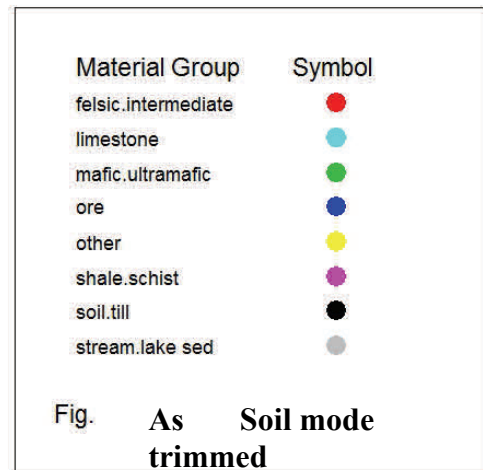 Material Group Symbol
felsic.intermediate
limestone
mafic.ultramafic
ore
other
shale.schist
soil.till
stream.lake sed
Fig. As Soil mode
trimmed